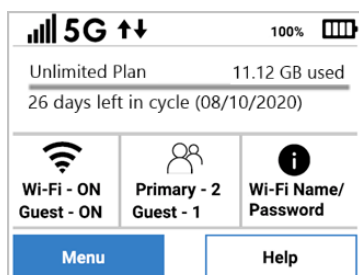 5G 100%
Unlimited Plan 11.12 GB used
26 days left in cycle (08/10/2020)
Wi-Fi - ON
Guest - ON
Primary - 2
Guest - 1
Wi-Fi Name/
Password
Menu Help